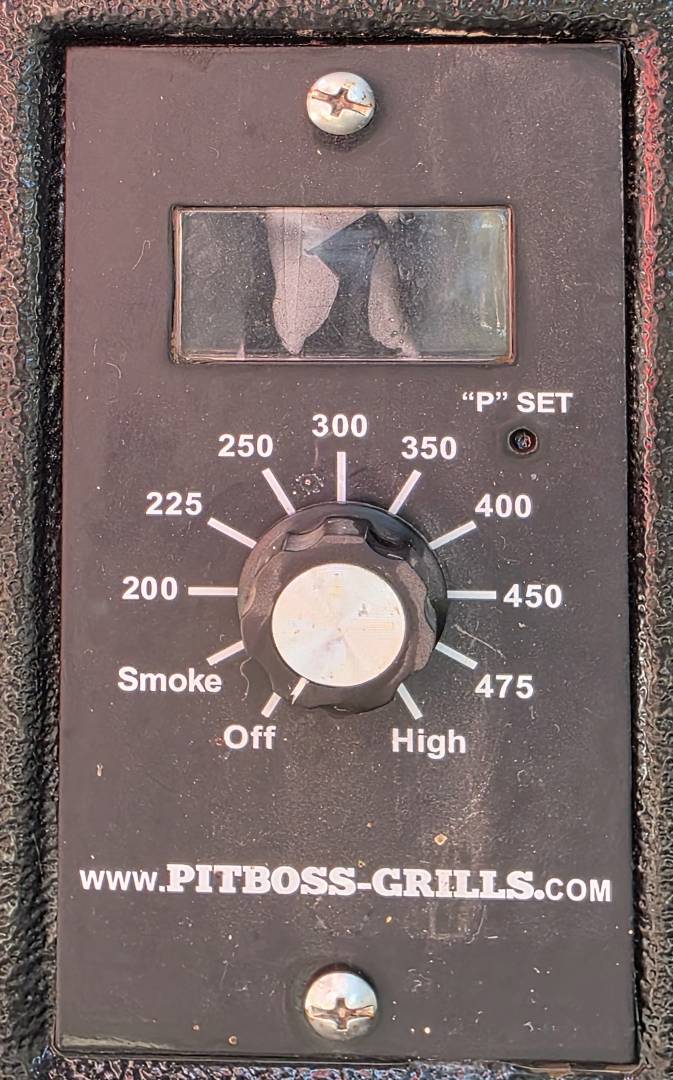 "P" SET
300
250 350
225 400
200 450
Smoke 475
Off High
www.PITBOSS-GRILLS.COM